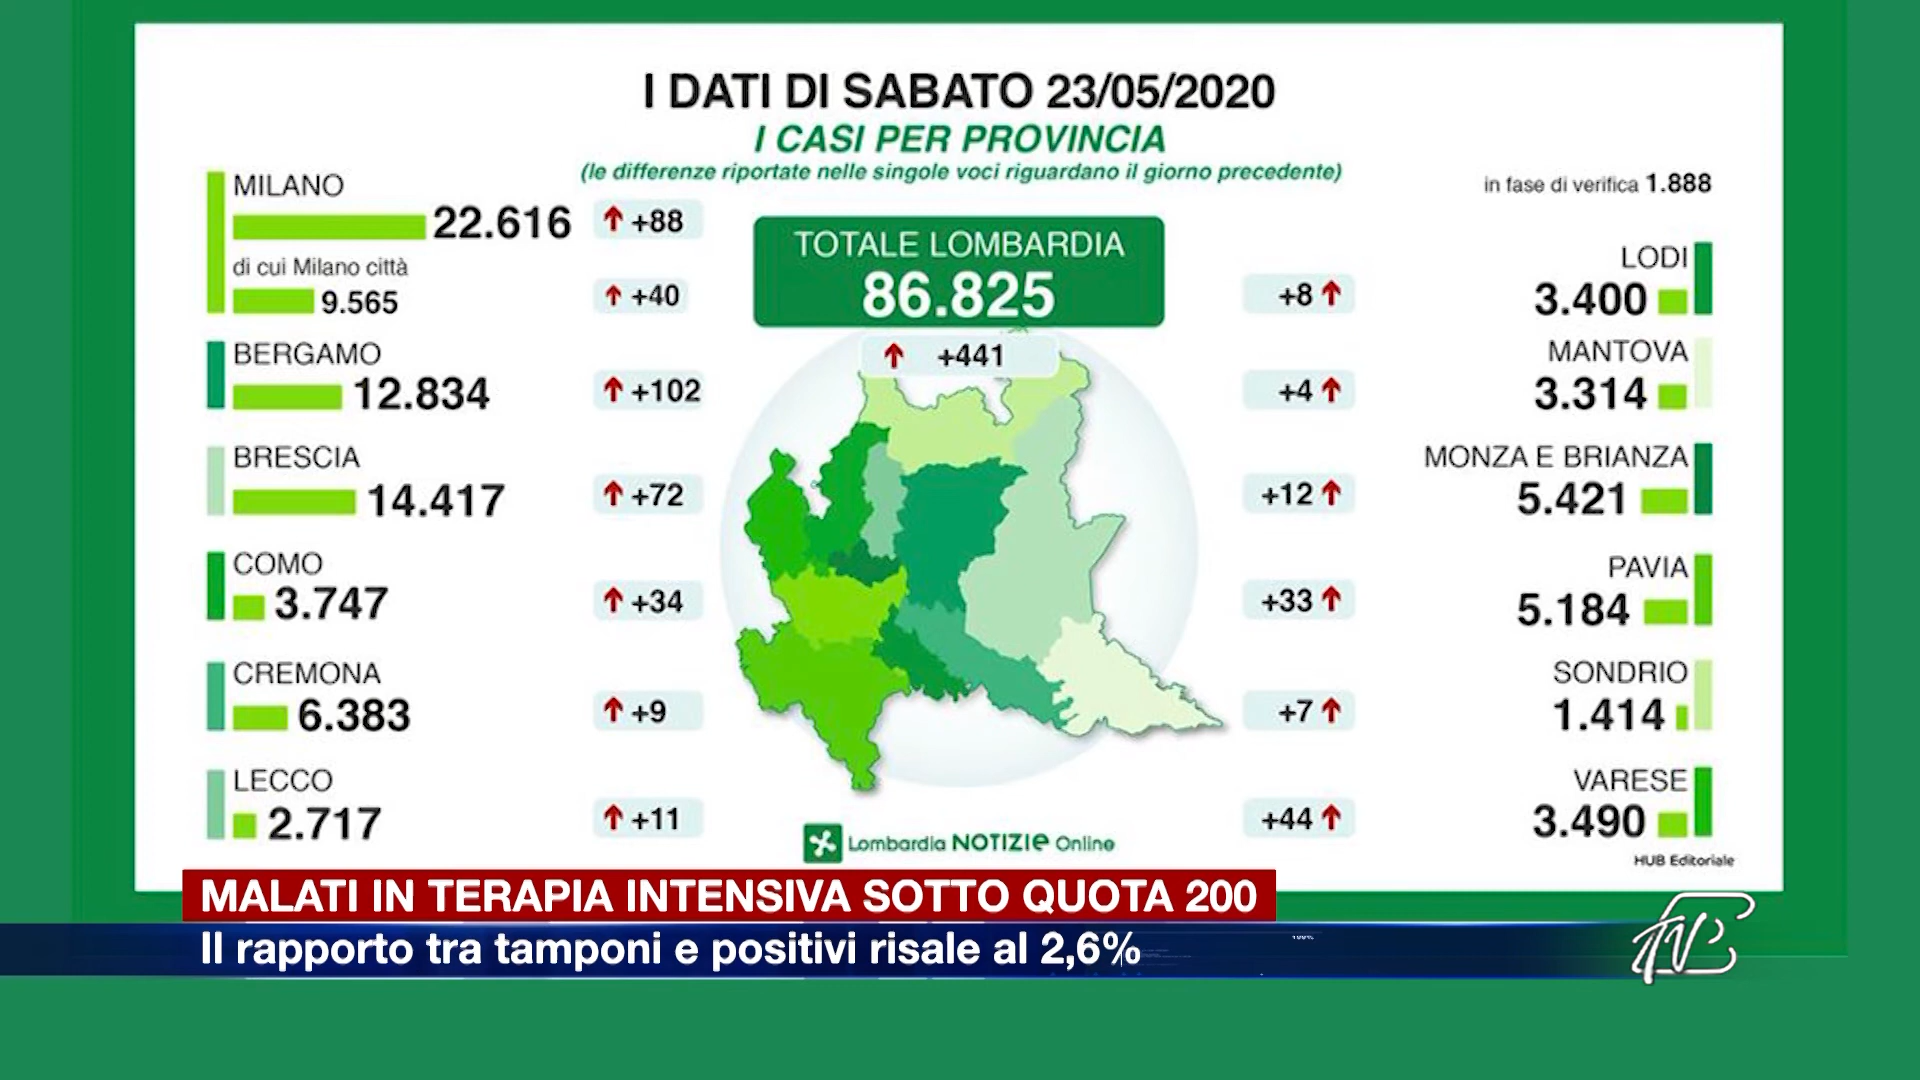 I DATI DI SABATO 23/05/2020
I CASI PER PROVINCIA
(le differenze riportate nelle singole voci riguardano il giorno precedente)
in fase di verifica 1.888
TOTALE LOMBARDIA
86.825
+441
MILANO
22.616 +88
di cui Milano città
9.565 +40
BERGAMO
12.834 +102
BRESCIA
14.417 +72
COMO
3.747 +34
CREMONA
6.383 +9
LECCO
2.717 +11
LODI
+8 3.400
MANTOVA
+4 3.314
MONZA E BRIANZA
+12 5.421
PAVIA
+33 5.184
SONDRIO
+7 1.414
VARESE
+44 3.490
HUB Editoriale
Lombardia NOTIZIE Online
MALATI IN TERAPIA INTENSIVA SOTTO QUOTA 200
Il rapporto tra tamponi e positivi risale al 2,6%